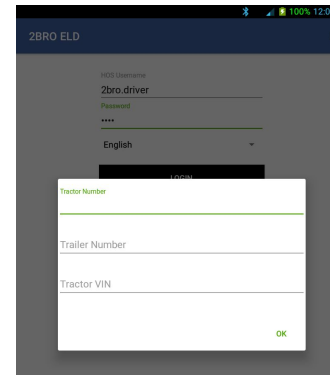 100% 12:0
2BRO ELD
HOS Username
2bro.driver
Password
••••
English
LOGIN
Tractor Number
Trailer Number
Tractor VIN
OK